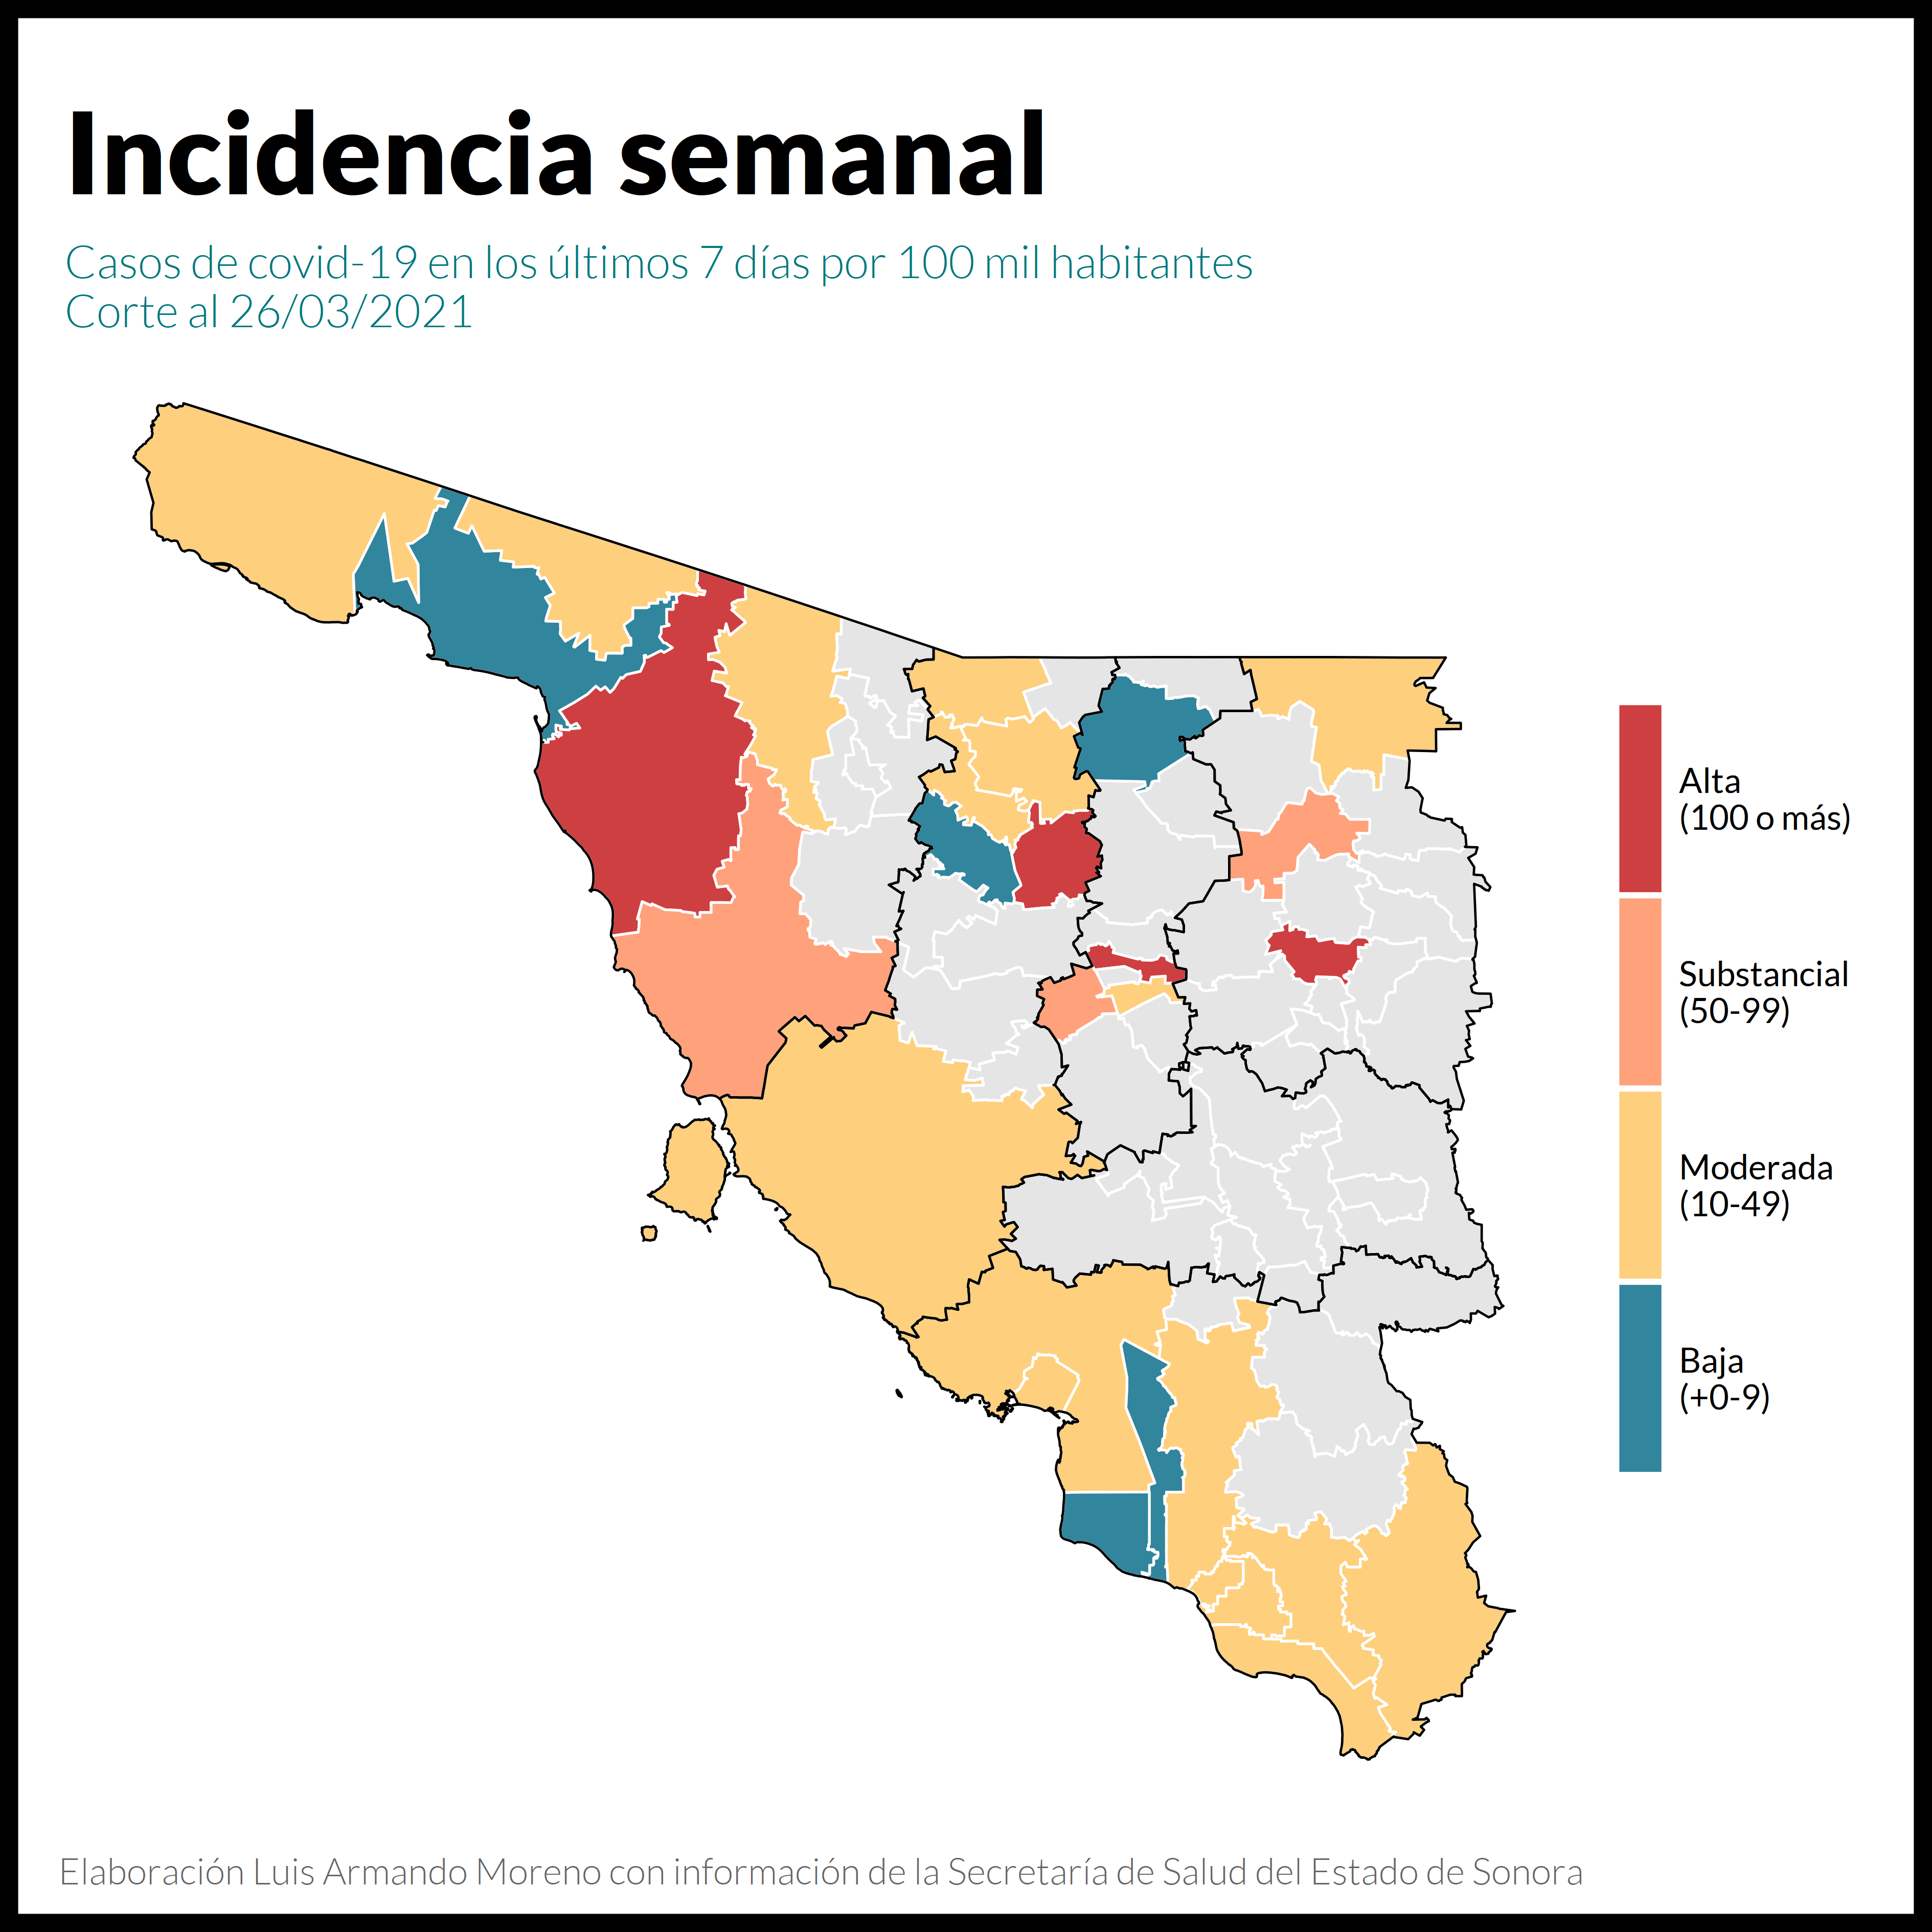 Incidencia semanal
Casos de covid-19 en los últimos 7 días por 100 mil habitantes
Corte al 26/03/2021
Alta
(100 o más)
Substancial
(50-99)
Moderada
(10-49)
Baja
(+0-9)
Elaboración Luis Armando Moreno con información de la Secretaría de Salud del Estado de Sonora